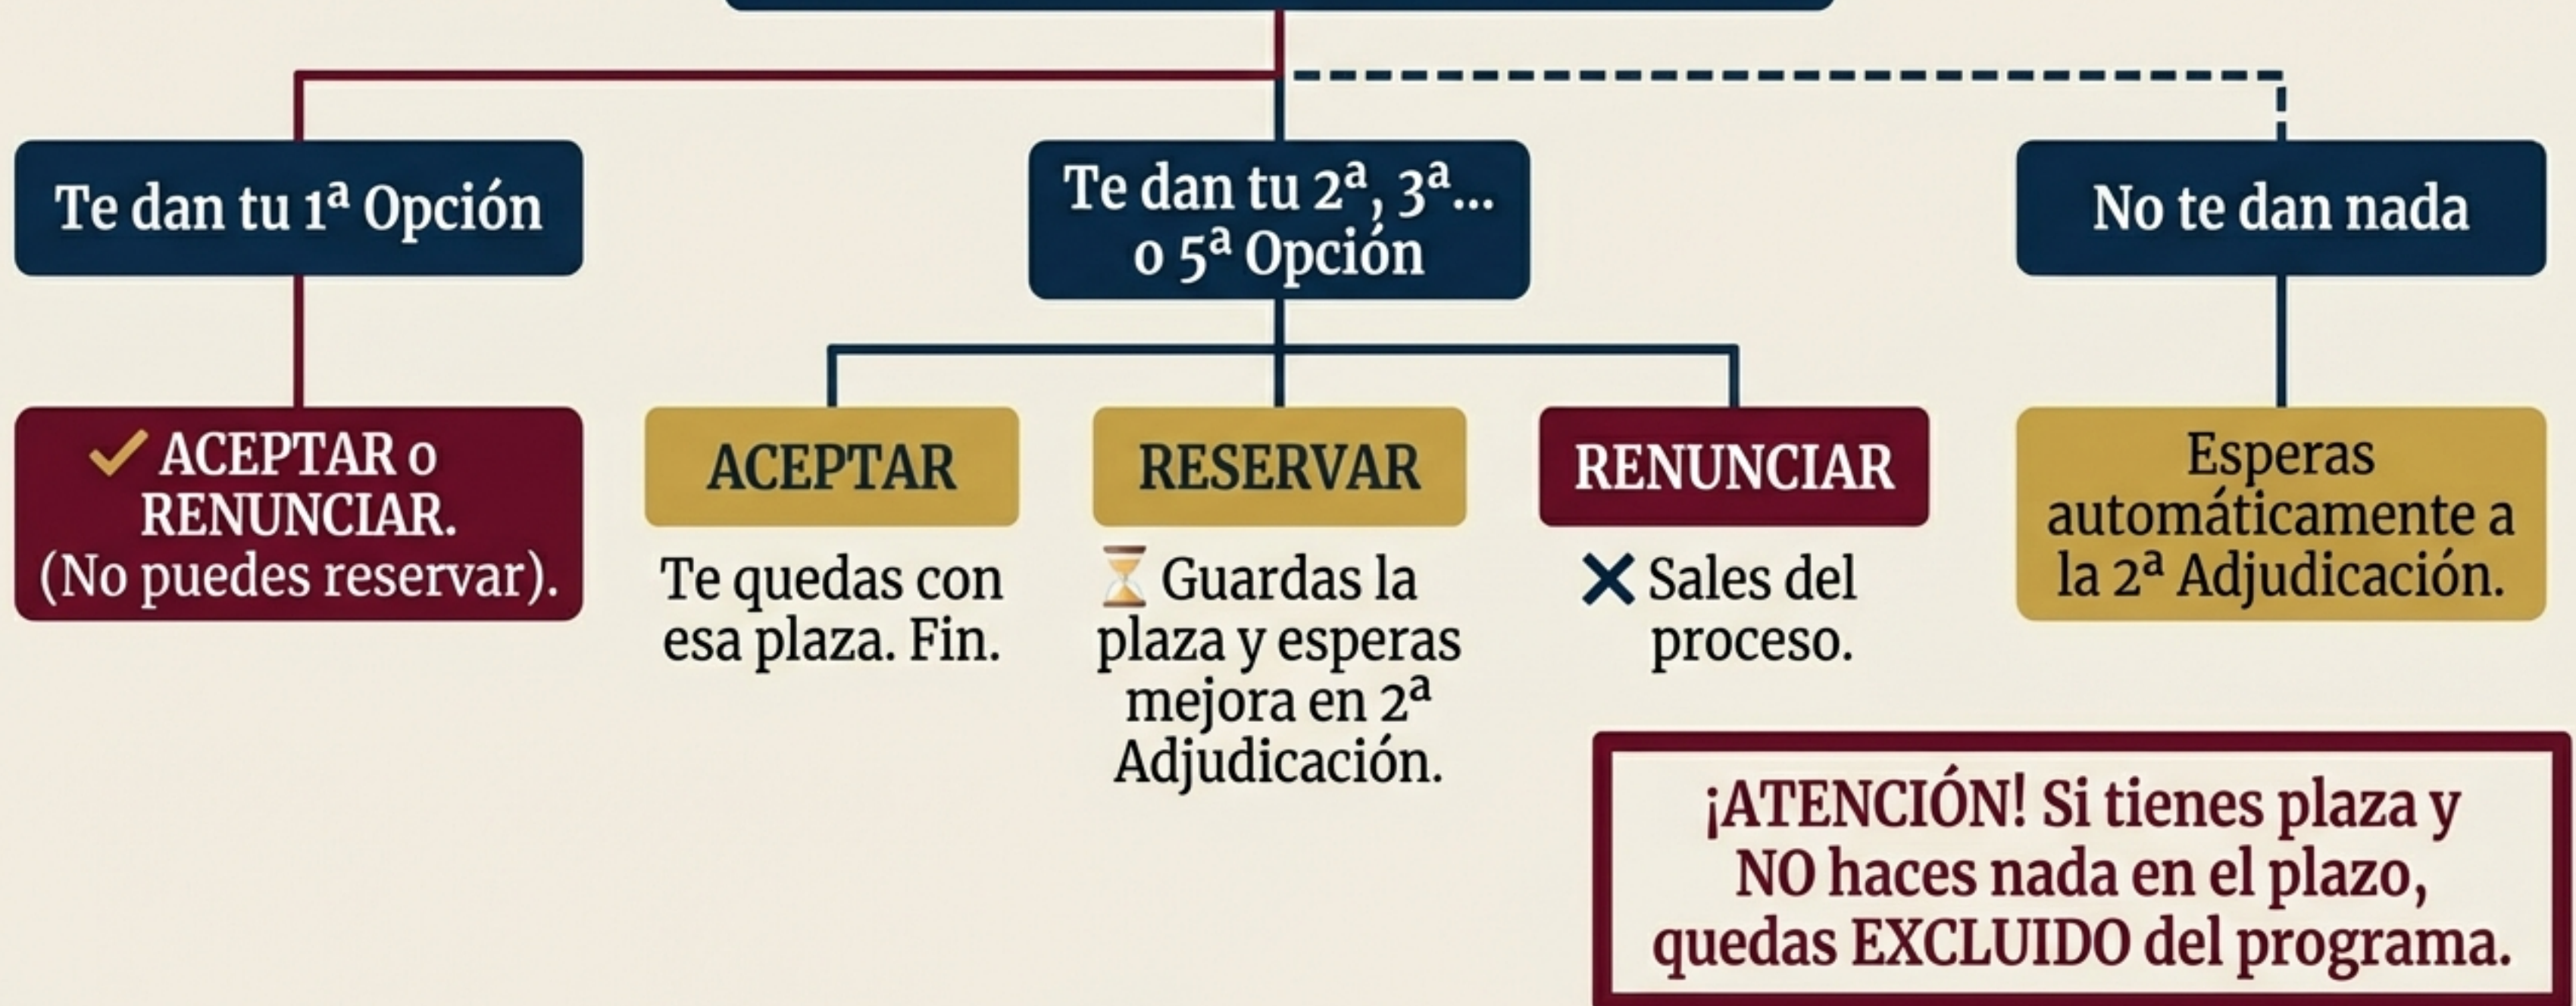 Te dan tu 1ª Opción
Te dan tu 2ª, 3ª...
o 5ª Opción
No te dan nada
ACEPTAR o
RENUNCIAR.
(No puedes reservar).
ACEPTAR
Te quedas con
esa plaza. Fin.
RESERVAR
Guardas la
plaza y esperas
mejora en 2ª
Adjudicación.
RENUNCIAR
Sales del
proceso.
Esperas
automáticamente a
la 2ª Adjudicación.
¡ATENCIÓN! Si tienes plaza y
NO haces nada en el plazo,
quedas EXCLUIDO del programa.